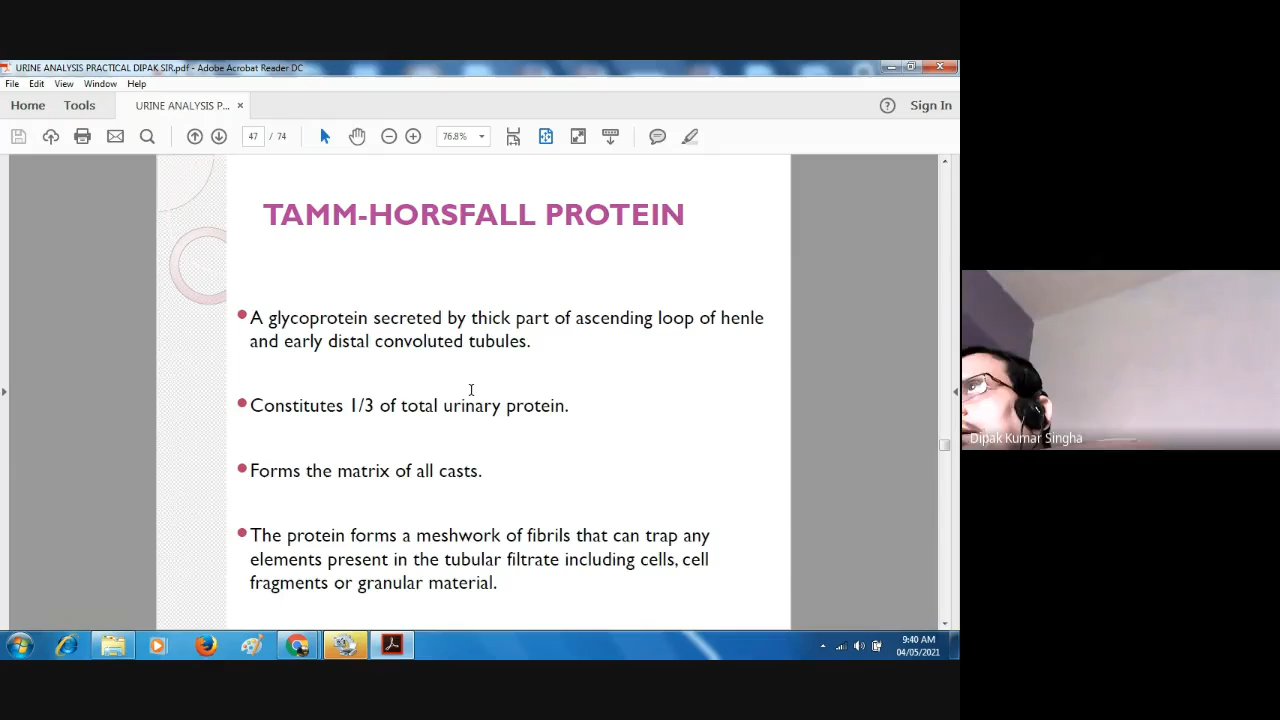 URINE ANALYSIS PRACTICAL DIPAK SIR.pdf - Adobe Acrobat Reader DC
File Edit View Window Help
Home Tools URINE ANALYSIS P... × Sign In
47 / 74 76.8%
TAMM-HORSFALL PROTEIN
A glycoprotein secreted by thick part of ascending loop of henle
and early distal convoluted tubules.
Constitutes 1/3 of total urinary protein.
Forms the matrix of all casts.
The protein forms a meshwork of fibrils that can trap any
elements present in the tubular filtrate including cells, cell
fragments or granular material.
Dipak Kumar Singha
9:40 AM
04/05/2021